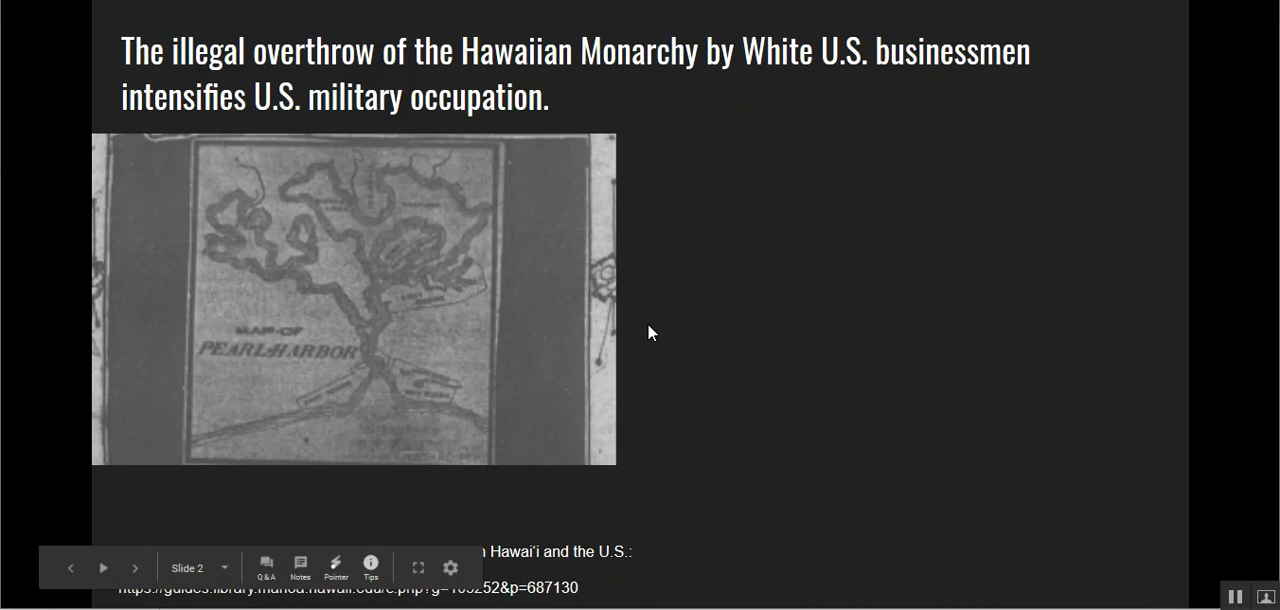 The illegal overthrow of the Hawaiian Monarchy by White U.S. businessmen
intensifies U.S. military occupation.
MAP-OF
PEARL-HARBOR
Hawai‘i and the U.S.:
Slide 2
Q&A
Notes
Pointer
Tips